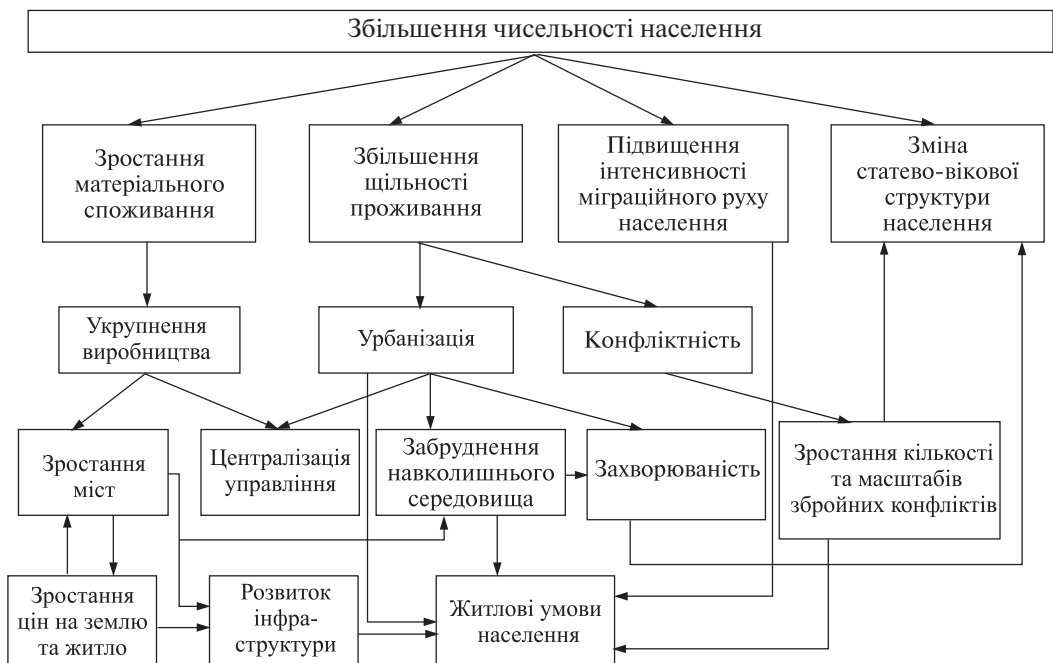 Збільшення чисельності населення
Зростання
матеріального
споживання
Збільшення
щільності
проживання
Підвищення
інтенсивності
міграційного руху
населення
Зміна
статево-вікової
структури
населення
Укрупнення
виробництва
Урбанізація
Конфліктність
Зростання
міст
Централізація
управління
Забруднення
навколишнього
середовища
Захворюваність
Зростання кількості
та масштабів
збройних конфліктів
Зростання
цін на землю
та житло
Розвиток
інфра-
структури
Житлові умови
населення